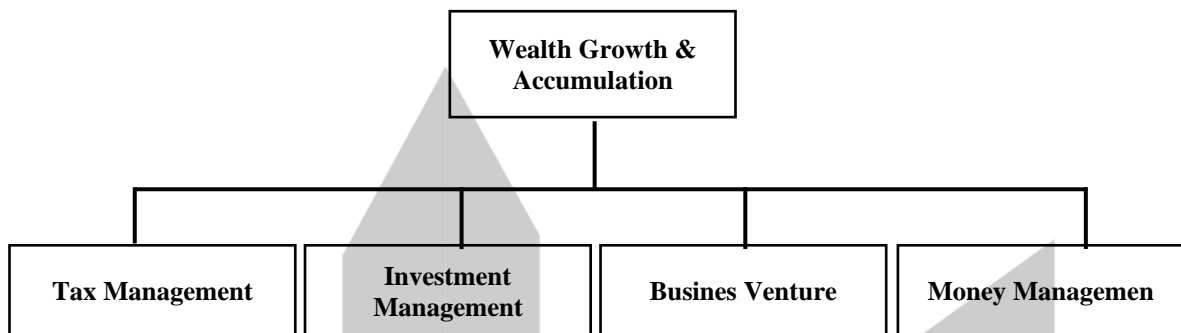 Wealth Growth &
Accumulation
Tax Management
Investment
Management
Busines Venture
Money Managemen